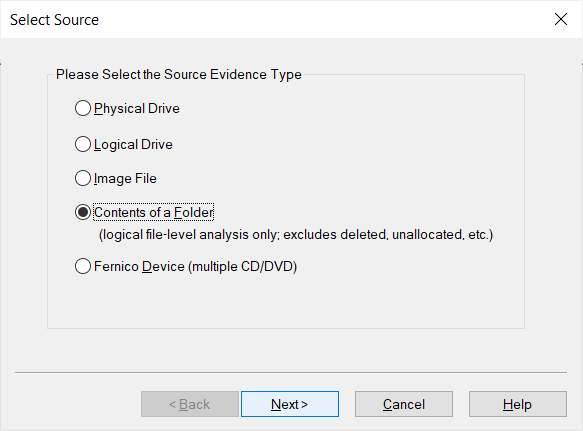 Select Source
Please Select the Source Evidence Type
Physical Drive
Logical Drive
Image File
Contents of a Folder
(logical file-level analysis only; excludes deleted, unallocated, etc.)
Fernico Device (multiple CD/DVD)
< Back Next > Cancel Help